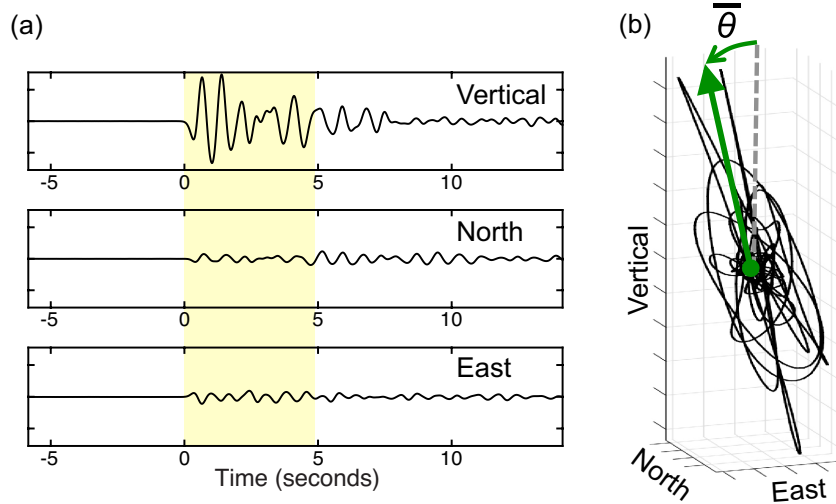 (a)
Vertical
-5 0 5 10
North
-5 0 5 10
East
-5 0 5 10
Time (seconds)
(b)
θ
Vertical
North
East